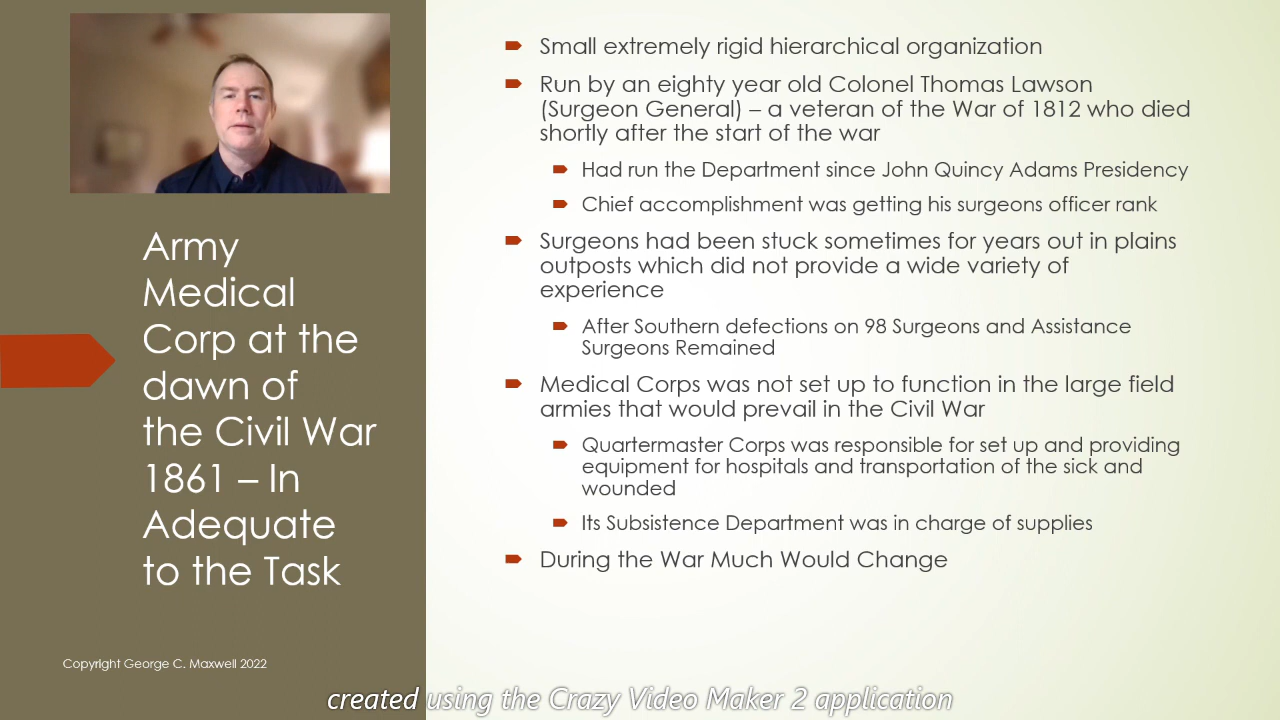 Army
Medical
Corp at the
dawn of
the Civil War
1861 – In
Adequate
to the Task
Copyright George C. Maxwell 2022
Small extremely rigid hierarchical organization
Run by an eighty year old Colonel Thomas Lawson
(Surgeon General) – a veteran of the War of 1812 who died
shortly after the start of the war
Had run the Department since John Quincy Adams Presidency
Chief accomplishment was getting his surgeons officer rank
Surgeons had been stuck sometimes for years out in plains
outposts which did not provide a wide variety of
experience
After Southern defections on 98 Surgeons and Assistance
Surgeons Remained
Medical Corps was not set up to function in the large field
armies that would prevail in the Civil War
Quartermaster Corps was responsible for set up and providing
equipment for hospitals and transportation of the sick and
wounded
Its Subsistence Department was in charge of supplies
During the War Much Would Change
created using the Crazy Video Maker 2 application